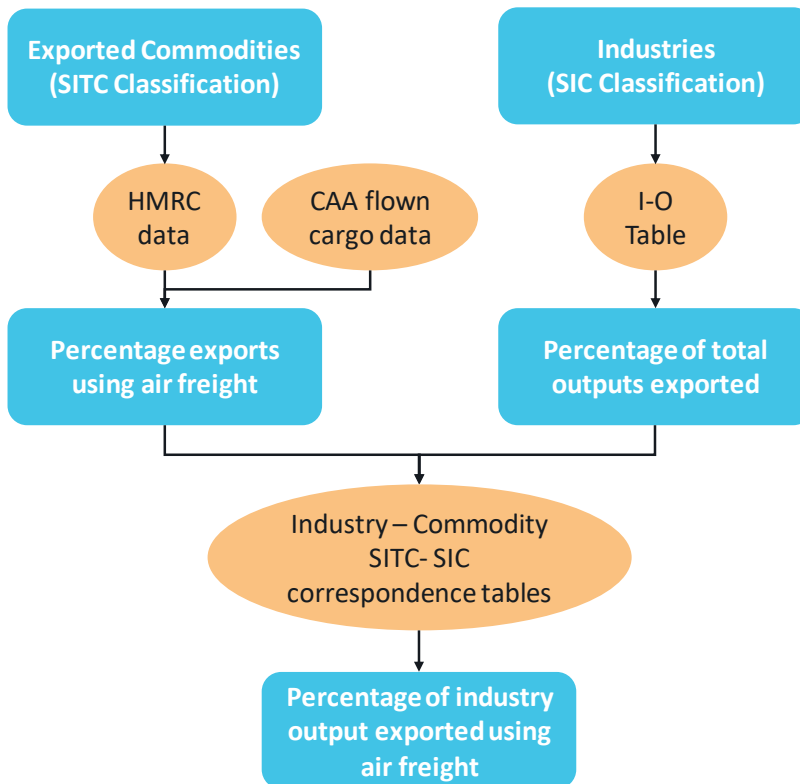 Exported Commodities
(SITC Classification)
Industries
(SIC Classification)
HMRC
data
CAA flown
cargo data
I-O
Table
Percentage exports
using air freight
Percentage of total
outputs exported
Industry – Commodity
SITC- SIC
correspondence tables
Percentage of industry
output exported using
air freight